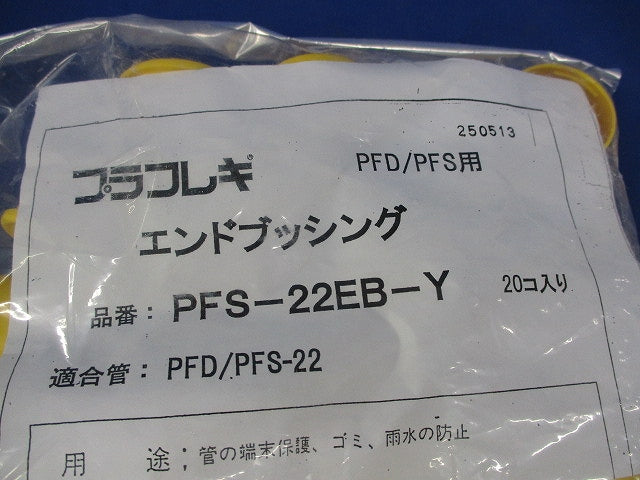 250513
プラフレキ PFD/PFS用
エンドブッシング
品番：PFS-22EB-Y 20コ入り
適合管：PFD/PFS-22
用 途；管の端末保護、ゴミ、雨水の防止